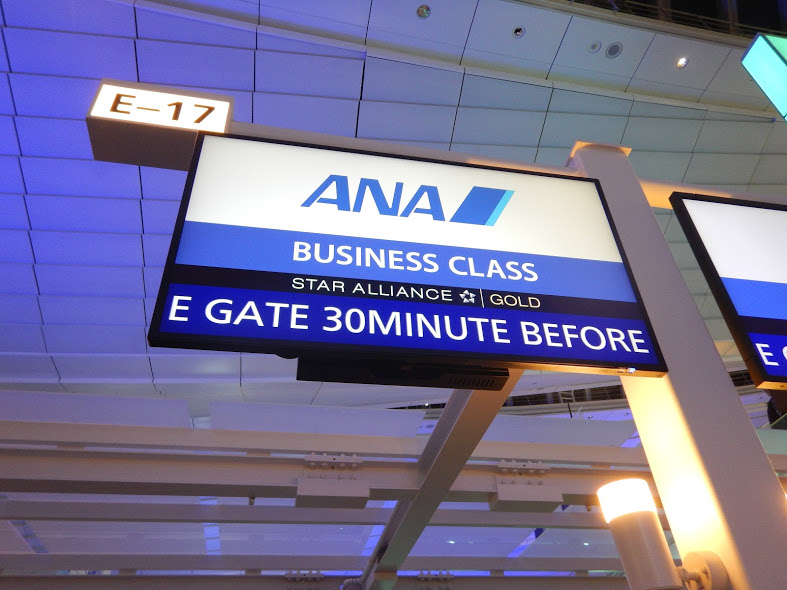 E-17
ANA
BUSINESS CLASS
STAR ALLIANCE GOLD
E GATE 30MINUTE BEFORE
E